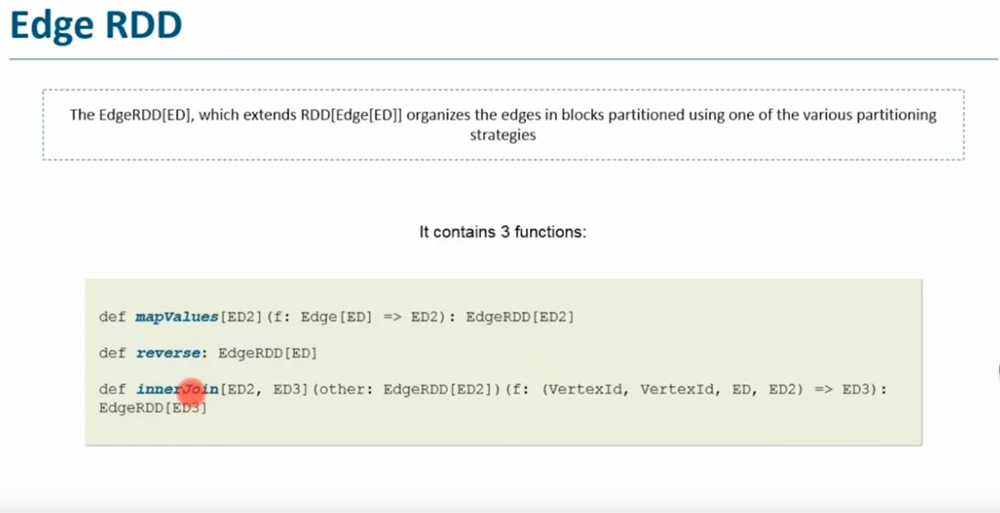 Edge RDD
The EdgeRDD[ED], which extends RDD[Edge[ED]] organizes the edges in blocks partitioned using one of the various partitioning
strategies
It contains 3 functions:
def mapValues[ED2](f: Edge[ED] => ED2): EdgeRDD[ED2]
def reverse: EdgeRDD[ED]
def innerJoin[ED2, ED3](other: EdgeRDD[ED2])(f: (VertexId, VertexId, ED, ED2) => ED3):
EdgeRDD[ED3]